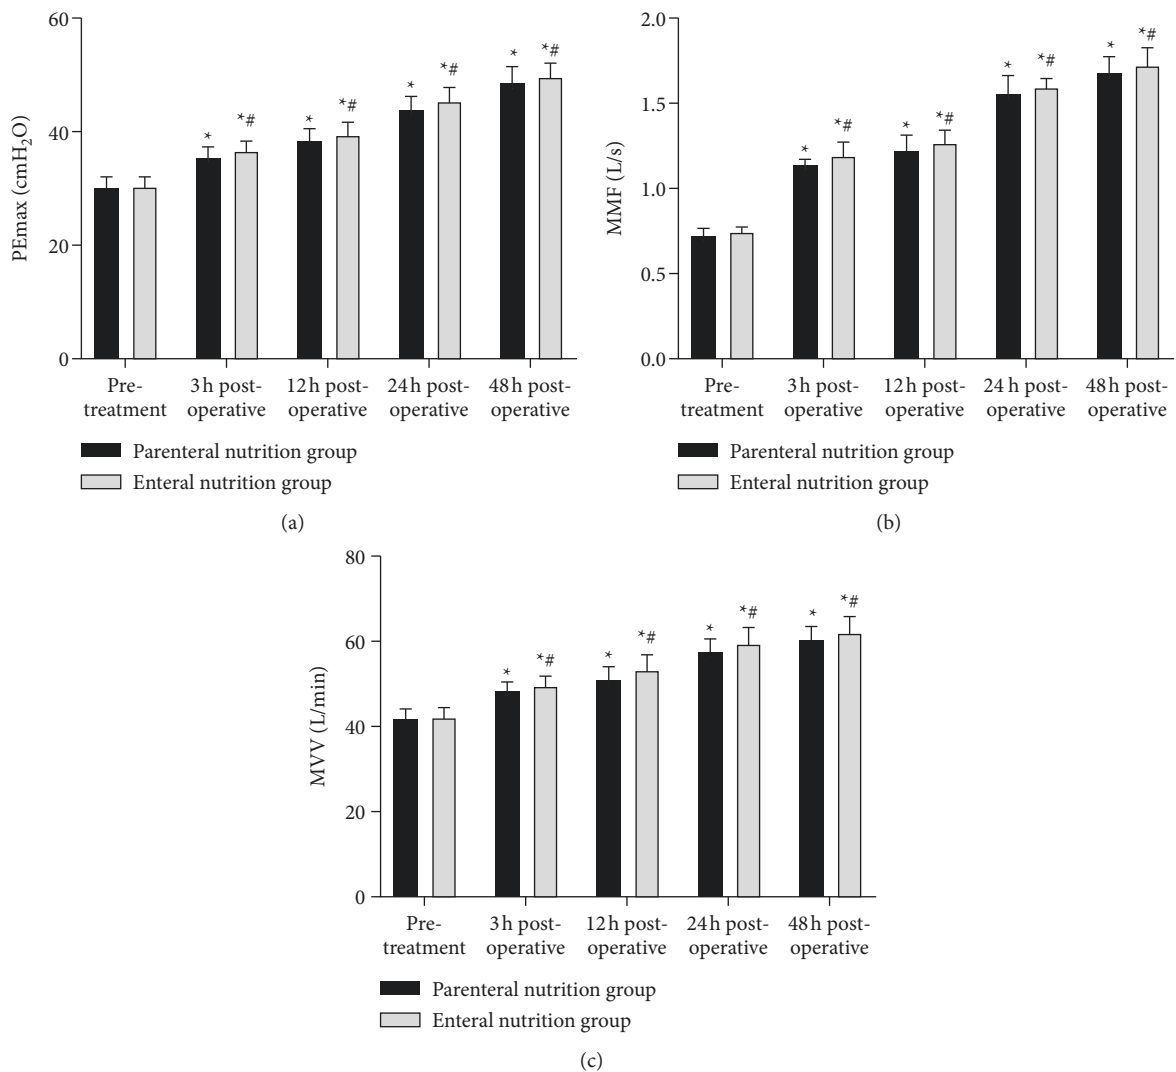 60
40
20
0
PEmax (cmH₂O)
* *# * *# * *# * *#
Pre-
treatment
3 h post-
operative
12 h post-
operative
24 h post-
operative
48 h post-
operative
Parenteral nutrition group
Enteral nutrition group
(a)
2.0
1.5
1.0
0.5
0.0
MMF (L/s)
* *# * *# * *# * *#
Pre-
treatment
3 h post-
operative
12 h post-
operative
24 h post-
operative
48 h post-
operative
Parenteral nutrition group
Enteral nutrition group
(b)
80
60
40
20
0
MVV (L/min)
* *# * *# * *# * *#
Pre-
treatment
3 h post-
operative
12 h post-
operative
24 h post-
operative
48 h post-
operative
Parenteral nutrition group
Enteral nutrition group
(c)